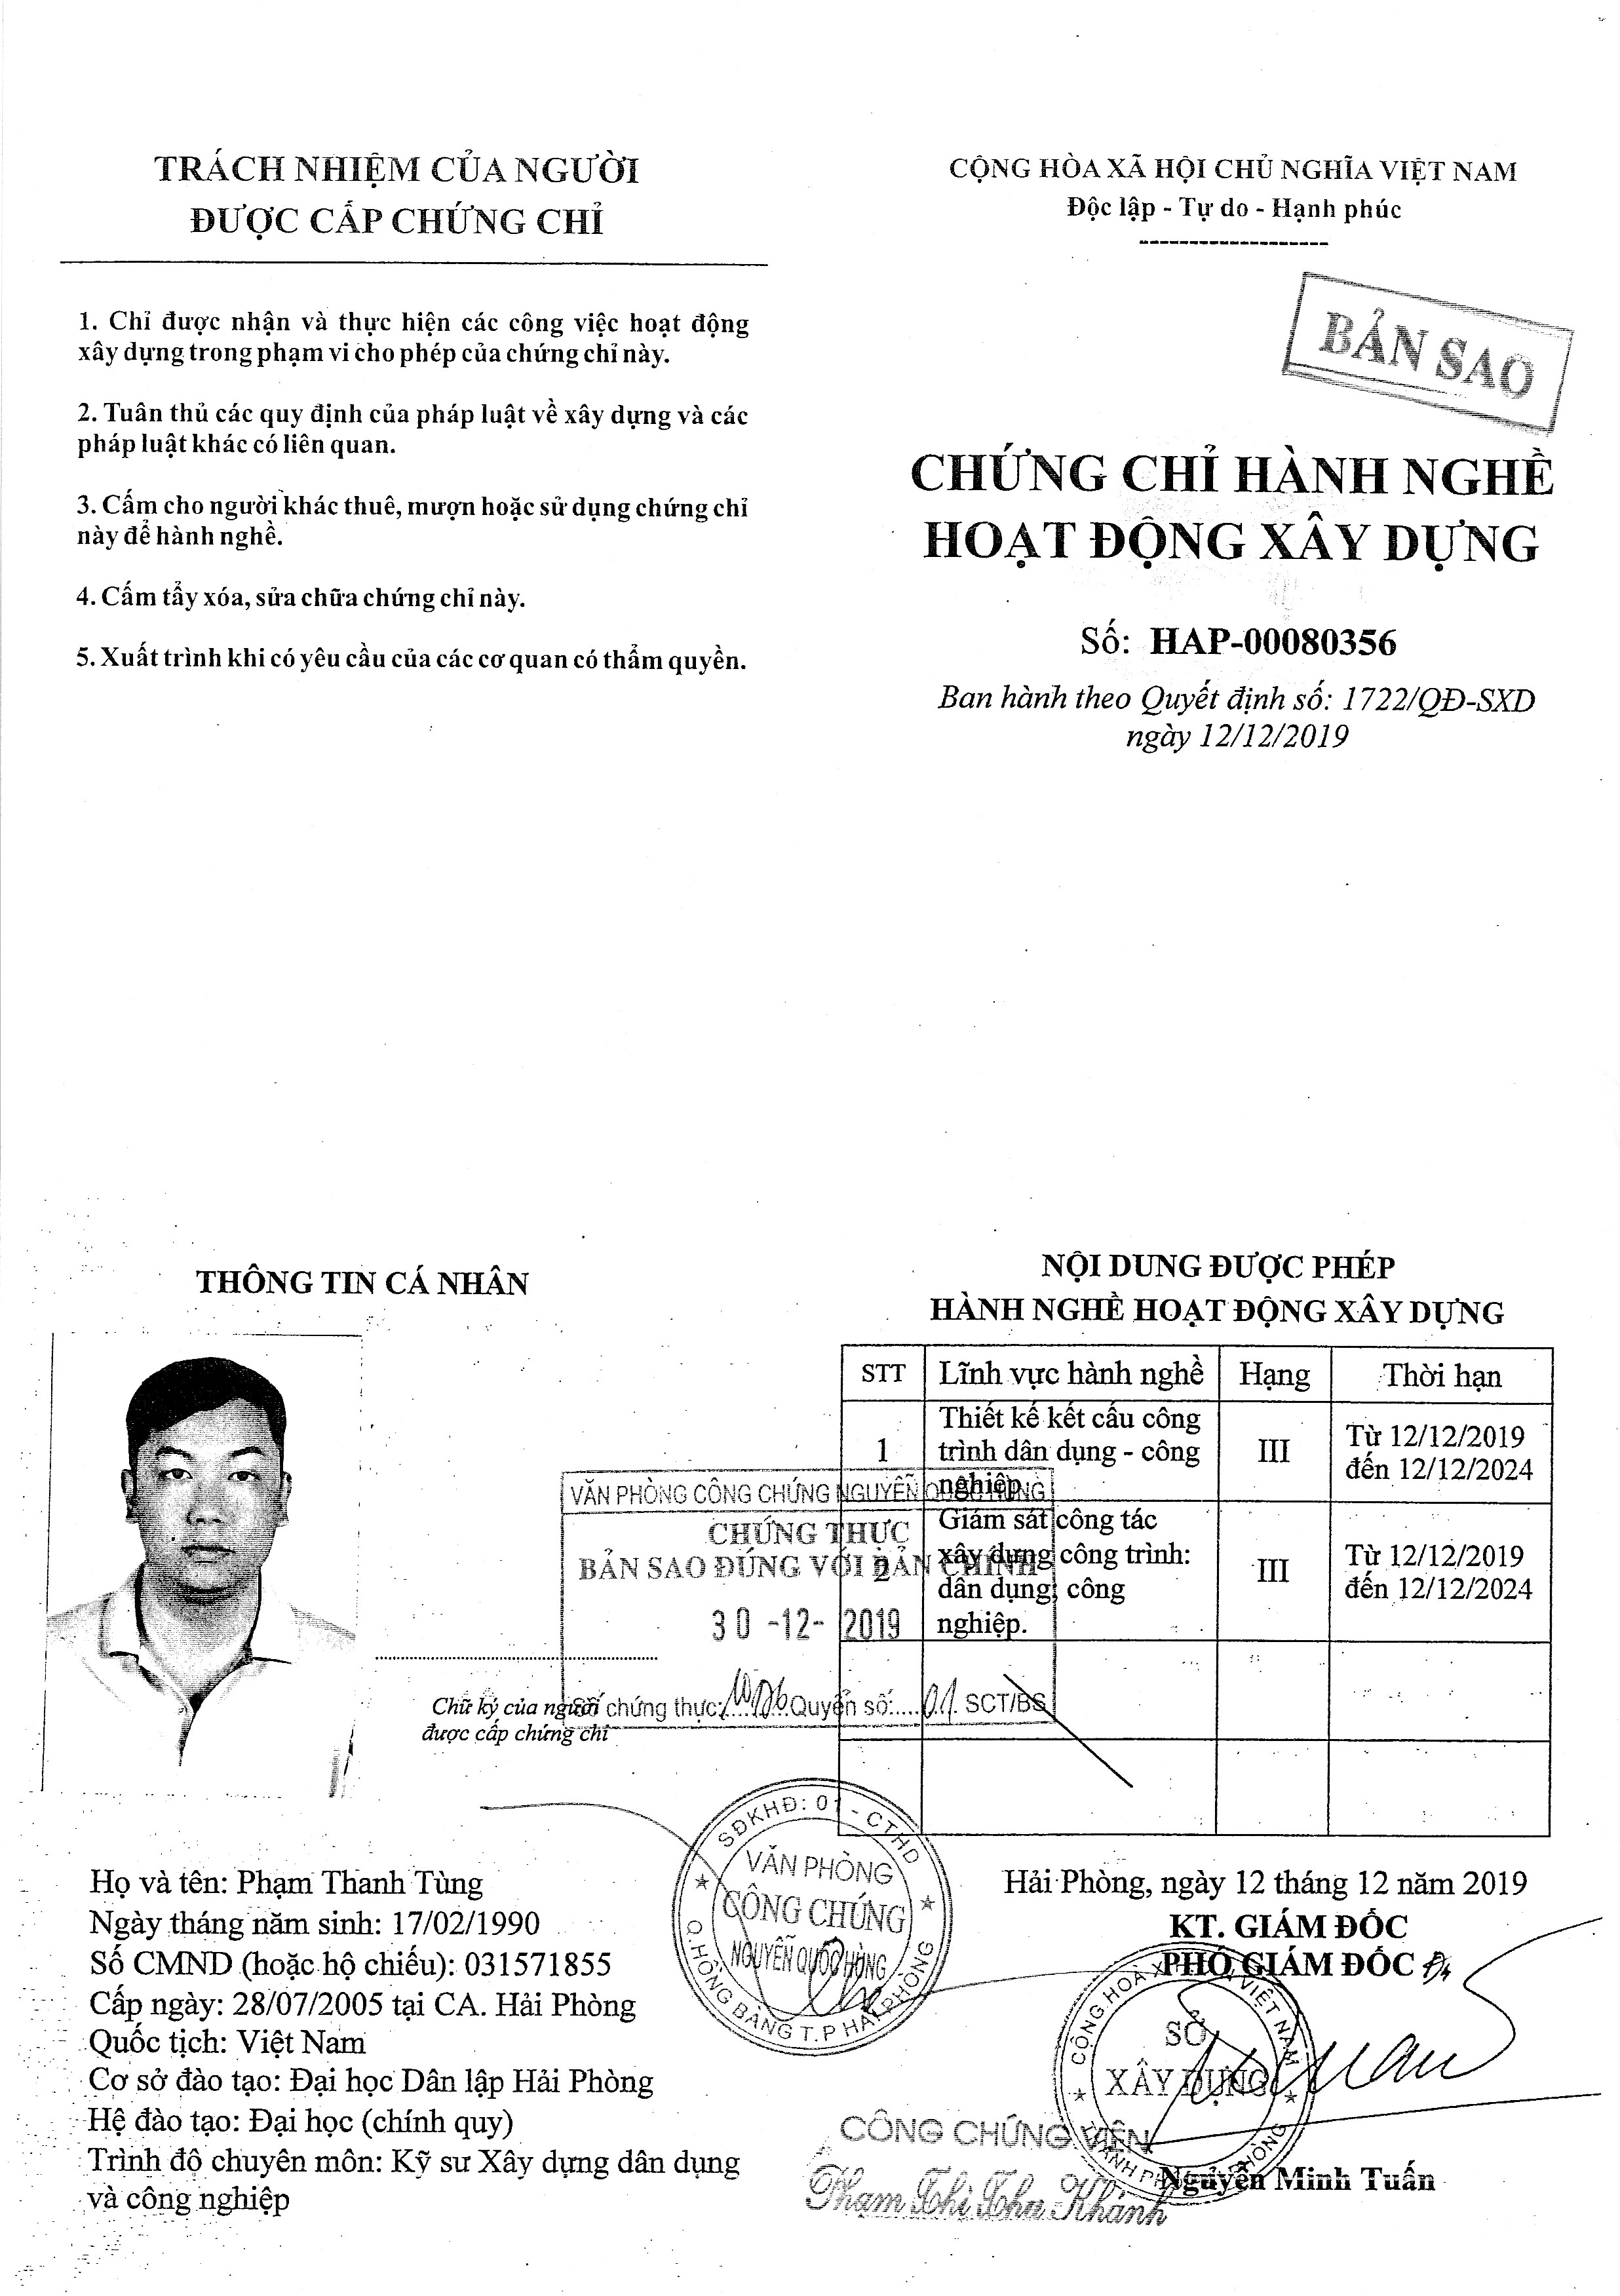 TRÁCH NHIỆM CỦA NGƯỜI
ĐƯỢC CẤP CHỨNG CHỈ
1. Chỉ được nhận và thực hiện các công việc hoạt động
xây dựng trong phạm vi cho phép của chứng chỉ này.
2. Tuân thủ các quy định của pháp luật về xây dựng và các
pháp luật khác có liên quan.
3. Cấm cho người khác thuê, mượn hoặc sử dụng chứng chỉ
này để hành nghề.
4. Cấm tẩy xóa, sửa chữa chứng chỉ này.
5. Xuất trình khi có yêu cầu của các cơ quan có thẩm quyền.
CỘNG HÒA XÃ HỘI CHỦ NGHĨA VIỆT NAM
Độc lập - Tự do - Hạnh phúc
BẢN SAO
CHỨNG CHỈ HÀNH NGHỀ
HOẠT ĐỘNG XÂY DỰNG
Số: HAP-00080356
Ban hành theo Quyết định số: 1722/QĐ-SXD
ngày 12/12/2019
THÔNG TIN CÁ NHÂN
Chữ ký của người
được cấp chứng chỉ
VĂN PHÒNG CÔNG CHỨNG NGUYỄN
CHỨNG THỰC
BẢN SAO ĐÚNG VỚI BẢN CHÍNH
30 -12- 2019
chứng thực: Quyển số: 01 SCT/BS
Họ và tên: Phạm Thanh Tùng
Ngày tháng năm sinh: 17/02/1990
Số CMND (hoặc hộ chiếu): 031571855
Cấp ngày: 28/07/2005 tại CA. Hải Phòng
Quốc tịch: Việt Nam
Cơ sở đào tạo: Đại học Dân lập Hải Phòng
Hệ đào tạo: Đại học (chính quy)
Trình độ chuyên môn: Kỹ sư Xây dựng dân dụng
và công nghiệp
NỘI DUNG ĐƯỢC PHÉP
HÀNH NGHỀ HOẠT ĐỘNG XÂY DỰNG
STT Lĩnh vực hành nghề Hạng Thời hạn
1 Thiết kế kết cấu công
trình dân dụng - công
nghiệp
III
Từ 12/12/2019
đến 12/12/2024
2 Giám sát công tác
xây dựng công trình:
dân dụng, công
nghiệp.
III
Từ 12/12/2019
đến 12/12/2024
SĐKHĐ: 01 - CTHD
VĂN PHÒNG
CÔNG CHỨNG
NGUYỄN QUỐC HÙNG
Q.HỒNG BÀNG T.P HẢI PHÒNG
Hải Phòng, ngày 12 tháng 12 năm 2019
KT. GIÁM ĐỐC
PHÓ GIÁM ĐỐC
CỘNG HOÀ VIỆT NAM
SỞ
XÂY DỰNG
THÀNH PHỐ HẢI PHÒNG
Nguyễn Minh Tuấn
CÔNG CHỨNG VIÊN
Phạm Thị Thu Khánh